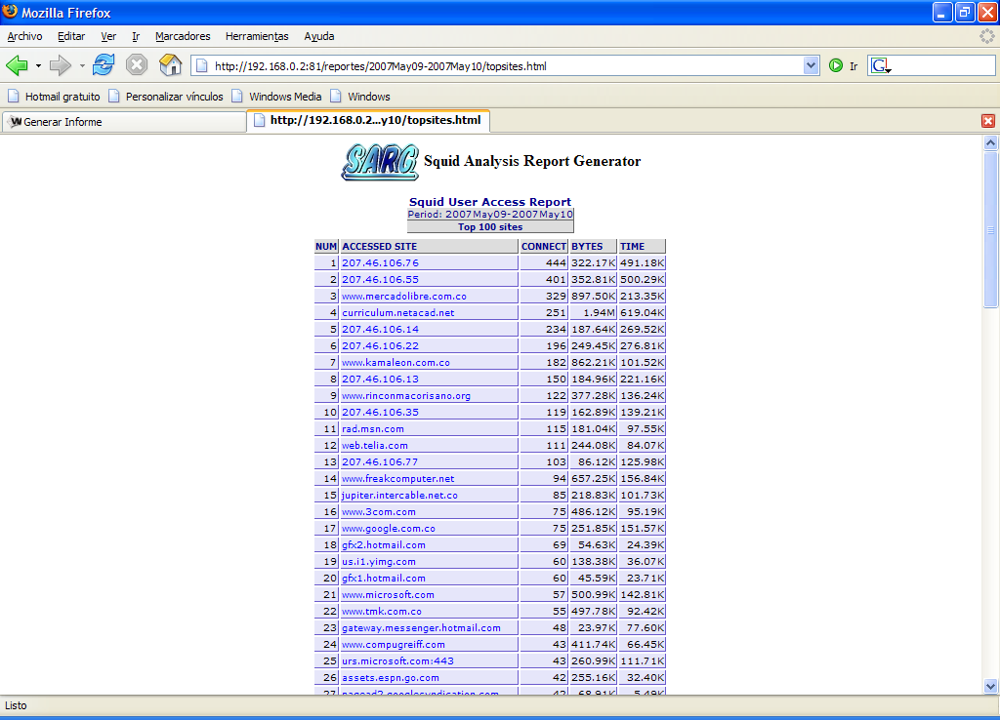 Mozilla Firefox
Archivo Editar Ver Ir Marcadores Herramientas Ayuda
http://192.168.0.2:81/reportes/2007May09-2007May10/topsites.html Ir G
Hotmail gratuito Personalizar vínculos Windows Media Windows
W Generar Informe http://192.168.0.2...y10/topsites.html
SARG Squid Analysis Report Generator
Squid User Access Report
Period: 2007May09-2007May10
Top 100 sites
NUM ACCESSED SITE CONNECT BYTES TIME
1 207.46.106.76 444 322.17K 491.18K
2 207.46.106.55 401 352.81K 500.29K
3 www.mercadolibre.com.co 329 897.50K 213.35K
4 curriculum.netacad.net 251 1.94M 619.04K
5 207.46.106.14 234 187.64K 269.52K
6 207.46.106.22 196 249.45K 276.81K
7 www.kamaleon.com.co 182 862.21K 101.52K
8 207.46.106.13 150 184.96K 221.16K
9 www.rinconmacorisano.org 122 377.28K 136.24K
10 207.46.106.35 119 162.89K 139.21K
11 rad.msn.com 115 181.04K 97.55K
12 web.telia.com 111 244.08K 84.07K
13 207.46.106.77 103 86.12K 125.98K
14 www.freakcomputer.net 94 657.25K 156.84K
15 jupiter.intercable.net.co 85 218.83K 101.73K
16 www.3com.com 75 486.12K 95.19K
17 www.google.com.co 75 251.85K 151.57K
18 gfx2.hotmail.com 69 54.63K 24.39K
19 us.i1.yimg.com 60 138.38K 36.07K
20 gfx1.hotmail.com 60 45.59K 23.71K
21 www.microsoft.com 57 500.99K 142.81K
22 www.tmk.com.co 55 497.78K 92.42K
23 gateway.messenger.hotmail.com 48 23.97K 77.60K
24 www.compugreiff.com 43 411.74K 66.45K
25 urs.microsoft.com:443 43 260.99K 111.71K
26 assets.espn.go.com 42 255.16K 32.40K
27 pagead2.googlesyndication.com 42 68.91K 5.49K
Listo